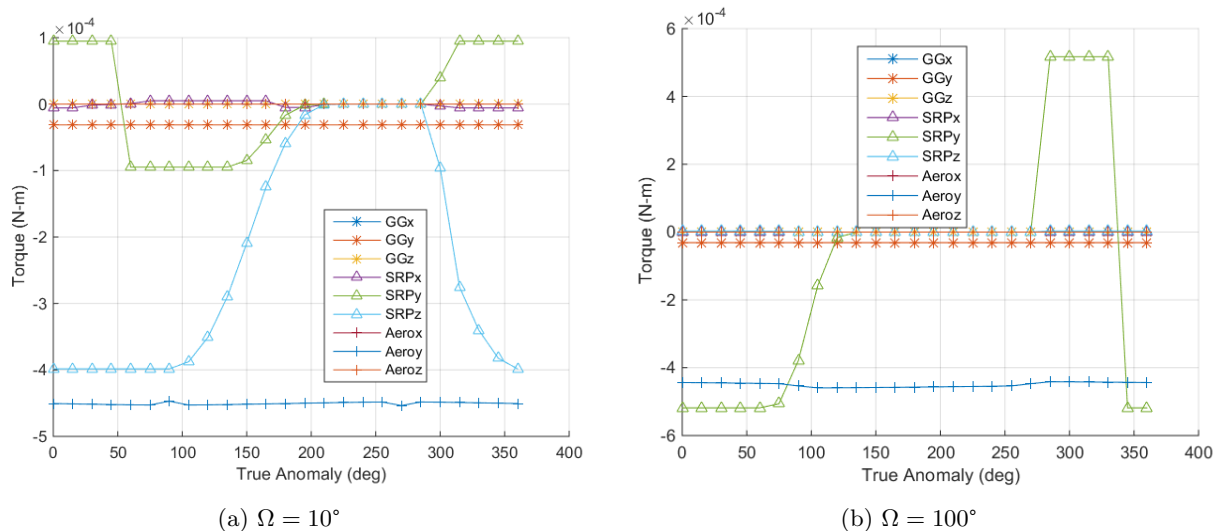 ×10⁻⁴
1
0
-1
-2
-3
-4
-5
Torque (N-m)
GGx
GGy
GGz
SRPx
SRPy
SRPz
Aerox
Aeroy
Aeroz
0 50 100 150 200 250 300 350 400
True Anomaly (deg)
(a) Ω = 10°
×10⁻⁴
6
4
2
0
-2
-4
-6
Torque (N-m)
GGx
GGy
GGz
SRPx
SRPy
SRPz
Aerox
Aeroy
Aeroz
0 50 100 150 200 250 300 350 400
True Anomaly (deg)
(b) Ω = 100°